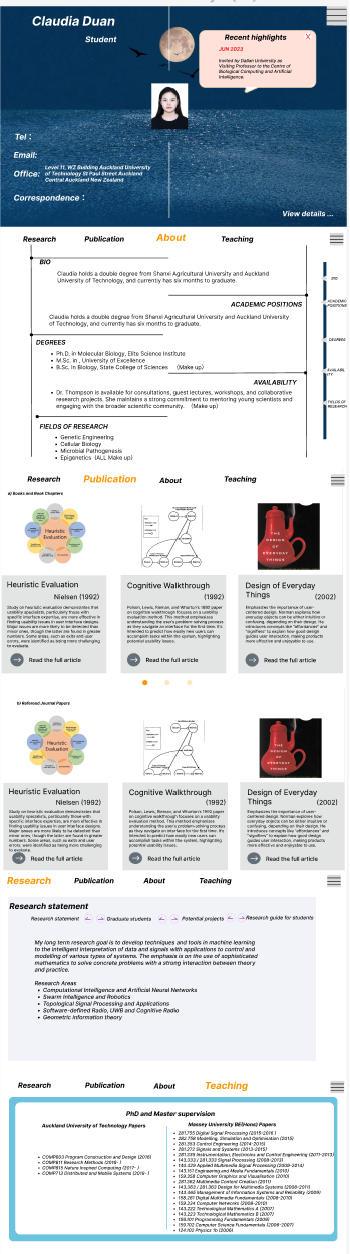 Claudia Duan
Student
Recent highlights
X
JUN 2023
Invited by Dalian University as
Visiting Professor to the Centre of
Biological Computing and Artificial
Intelligence.
Tel :
Email:
Office:
Level 11, WZ Building Auckland University
of Technology St Paul Street Auckland
Central Auckland New Zealand
Correspondence :
View details ...
Research
Publication
About
Teaching
BIO
Claudia holds a double degree from Shanxi Agricultural University and Auckland
University of Technology, and currently has six months to graduate.
ACADEMIC POSITIONS
Claudia holds a double degree from Shanxi Agricultural University and Auckland University
of Technology, and currently has six months to graduate.
DEGREES
• Ph.D. in Molecular Biology, Elite Science Institute
• M.Sc. in , University of Excellence
• B.Sc. in Biology, State College of Sciences (Make up)
AVAILABILITY
• Dr. Thompson is available for consultations, guest lectures, workshops, and collaborative
research projects. She maintains a strong commitment to mentoring young scientists and
engaging with the broader scientific community. (Make up)
FIELDS OF RESEARCH
• Genetic Engineering
• Cellular Biology
• Microbial Pathogenesis
• Epigenetics (ALL Make up)
BIO
ACADEMIC
POSITIONS
DEGREES
AVAILABIL
ITY
FIELDS OF
RESEARCH
Research
Publication
About
Teaching
a) Books and Book Chapters
Heuristic
Evaluation
THE
DESIGN
OF
EVERYDAY
THINGS
Heuristic Evaluation
Nielsen (1992)
Study on heuristic evaluation demonstrates that
usability specialists, particularly those with
specific interface expertise, are more effective in
finding usability issues in user interface designs.
Major issues are more likely to be detected than
minor ones, though the latter are found in greater
numbers. Some areas, such as exits and user
errors, were identified as being more challenging
to evaluate.
Read the full article
Cognitive Walkthrough
(1992)
Polson, Lewis, Rieman, and Wharton's 1992 paper
on cognitive walkthrough focuses on a usability
evaluation method. This method emphasises
understanding the user's problem-solving process
as they navigate an interface for the first time. It's
intended to predict how easily new users can
accomplish tasks within the system, highlighting
potential usability issues.
Read the full article
Design of Everyday
Things
(2002)
Emphasizes the importance of user-
centered design. Norman explores how
everyday objects can be either intuitive or
confusing, depending on their design. He
introduces concepts like "affordances" and
"signifiers" to explain how good design
guides user interaction, making products
more effective and enjoyable to use.
Read the full article
b) Refereed Journal Papers
Heuristic
Evaluation
THE
DESIGN
OF
EVERYDAY
THINGS
Heuristic Evaluation
Nielsen (1992)
Study on heuristic evaluation demonstrates that
usability specialists, particularly those with
specific interface expertise, are more effective in
finding usability issues in user interface designs.
Major issues are more likely to be detected than
minor ones, though the latter are found in greater
numbers. Some areas, such as exits and user
errors, were identified as being more challenging
to evaluate.
Read the full article
Cognitive Walkthrough
(1992)
Polson, Lewis, Rieman, and Wharton's 1992 paper
on cognitive walkthrough focuses on a usability
evaluation method. This method emphasises
understanding the user's problem-solving process
as they navigate an interface for the first time. It's
intended to predict how easily new users can
accomplish tasks within the system, highlighting
potential usability issues.
Read the full article
Design of Everyday
Things
(2002)
Emphasizes the importance of user-
centered design. Norman explores how
everyday objects can be either intuitive or
confusing, depending on their design. He
introduces concepts like "affordances" and
"signifiers" to explain how good design
guides user interaction, making products
more effective and enjoyable to use.
Read the full article
Research
Publication
About
Teaching
Research statement
Research statement
Graduate students
Potential projects
Research guide for students
My long term research goal is to develop techniques and tools in machine learning
to the intelligent interpretation of data and signals with applications to control and
modelling of various types of systems. The emphasis is on the use of sophisticated
mathematics to solve concrete problems with a strong interaction between theory
and practice.
Research Areas
• Computational Intelligence and Artificial Neural Networks
• Swarm Intelligence and Robotics
• Topological Signal Processing and Applications
• Software-defined Radio, UWB and Cognitive Radio
• Geometric information theory
Research
Publication
About
Teaching
PhD and Master supervision
Auckland University of Technology Papers
• COMP603 Program Construction and Design (2016)
• COMP811 Research Methods (2016- )
• COMP815 Nature Inspired Computing (2017- )
• COMP713 Distributed and Mobile Systems (2019- )
Massey University BE(Hons) Papers
• 281.755 Digital Signal Processing (2015-2016 )
• 282.758 Modelling, Simulation and Optimisation (2015)
• 281.353 Control Engineering (2014-2015)
• 281.272 Signals and Systems (2013-2015)
• 281.235 Instrumentation, Electronics and Control Engineering (2011-2013)
• 143.333 / 281.333 Signal Processing (2008-2013)
• 143.329 Applied Multimedia Signal Processing (2009-2014)
• 143.161 Engineering and Media Fundamentals (2010)
• 159.358 Computer Graphics and Visualisation (2010)
• 281.362 Multimedia Content Creation (2011)
• 143.363 / 281.363 Design for Multimedia Systems (2008-2011)
• 143.465 Management of Information Systems and Reliability (2009)
• 158.261 Digital Multimedia Fundamentals (2008-2010)
• 159.334 Computer Networks (2008-2010)
• 143.222 Technological Mathematics A (2007)
• 143.223 Technological Mathematics B (2007)
• 159.101 Programming Fundamentals (2009)
• 159.102 Computer Science Fundamentals (2008-2007)
• 124.103 Physics 1b (2006)